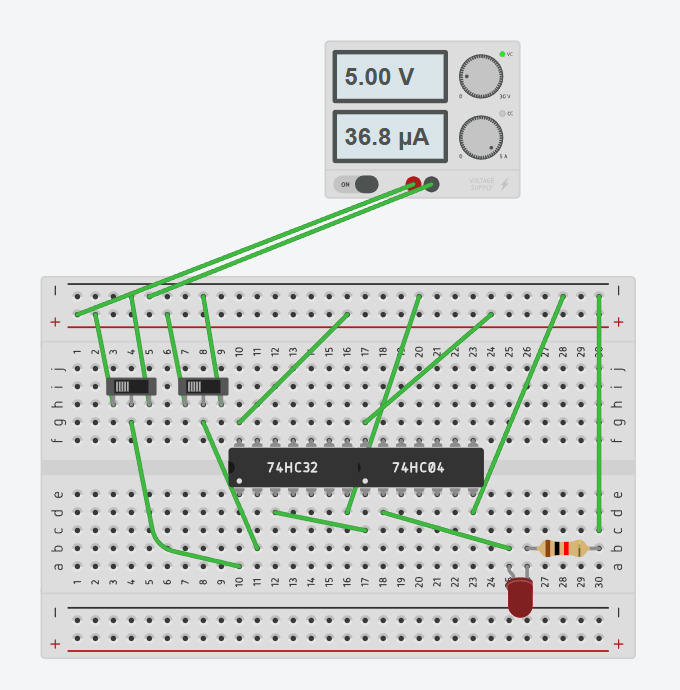 5.00 V
VC
0 30 V
36.8 µA
CC
0 5 A
ON
VOLTAGE
SUPPLY
− −
+ +
1 2 3 4 5 6 7 8 9 10 11 12 13 14 15 16 17 18 19 20 21 22 23 24 25 26 27 28 29 30
j j
i i
h h
g g
f f
74HC32 74HC04
e e
d d
c c
b b
a a
1 2 3 4 5 6 7 8 9 10 11 12 13 14 15 16 17 18 19 20 21 22 23 24 25 26 27 28 29 30
− −
+ +